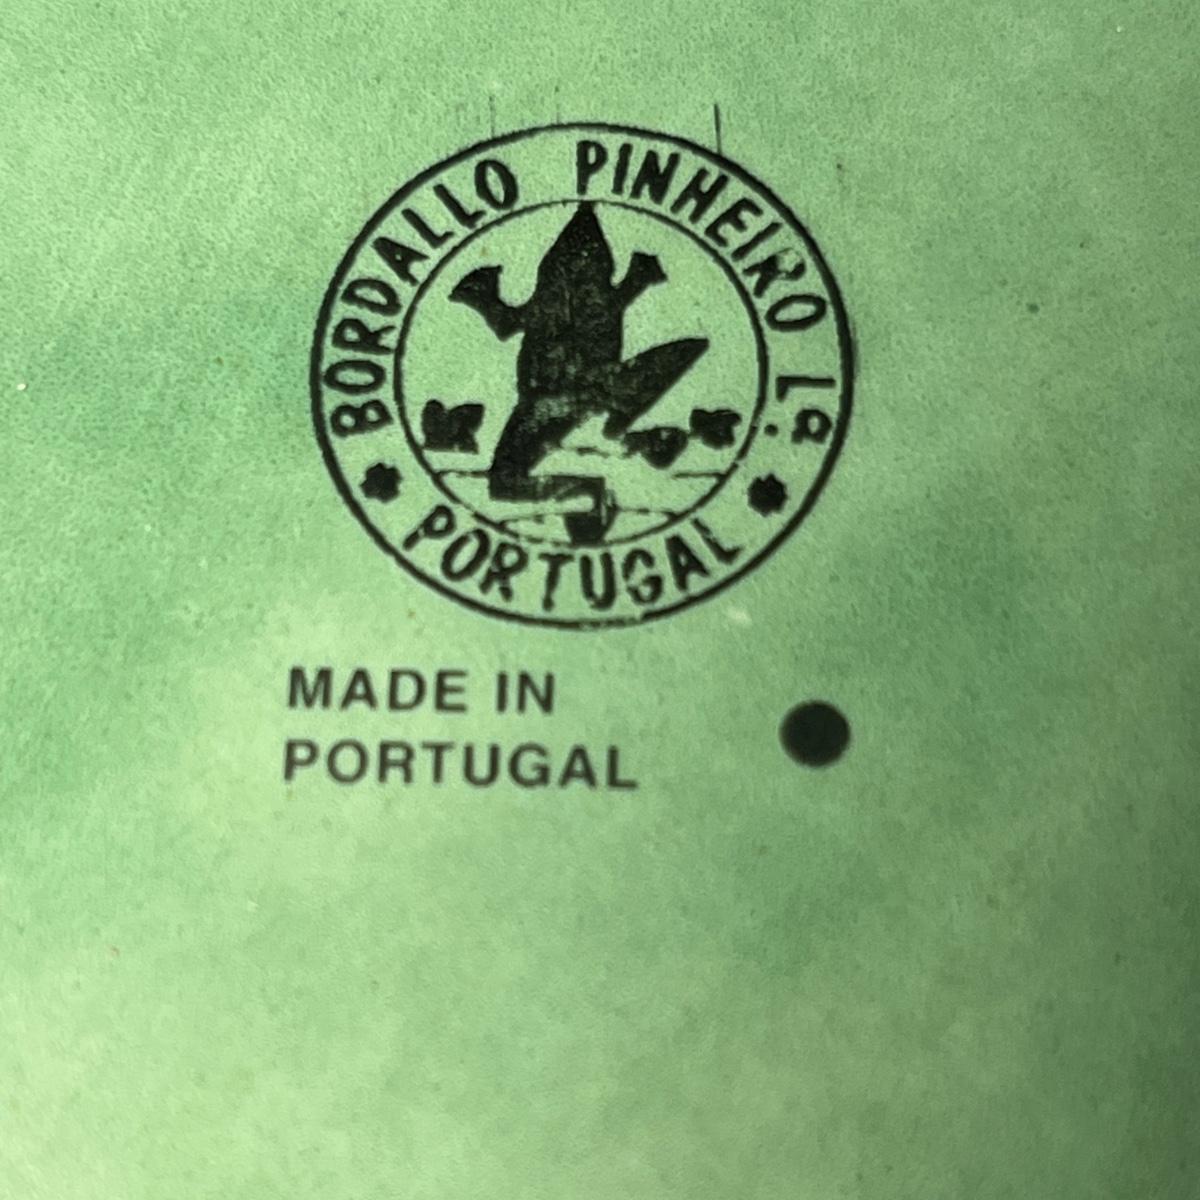 BORDALLO PINHEIRO Lª.
PORTUGAL
MADE IN
PORTUGAL